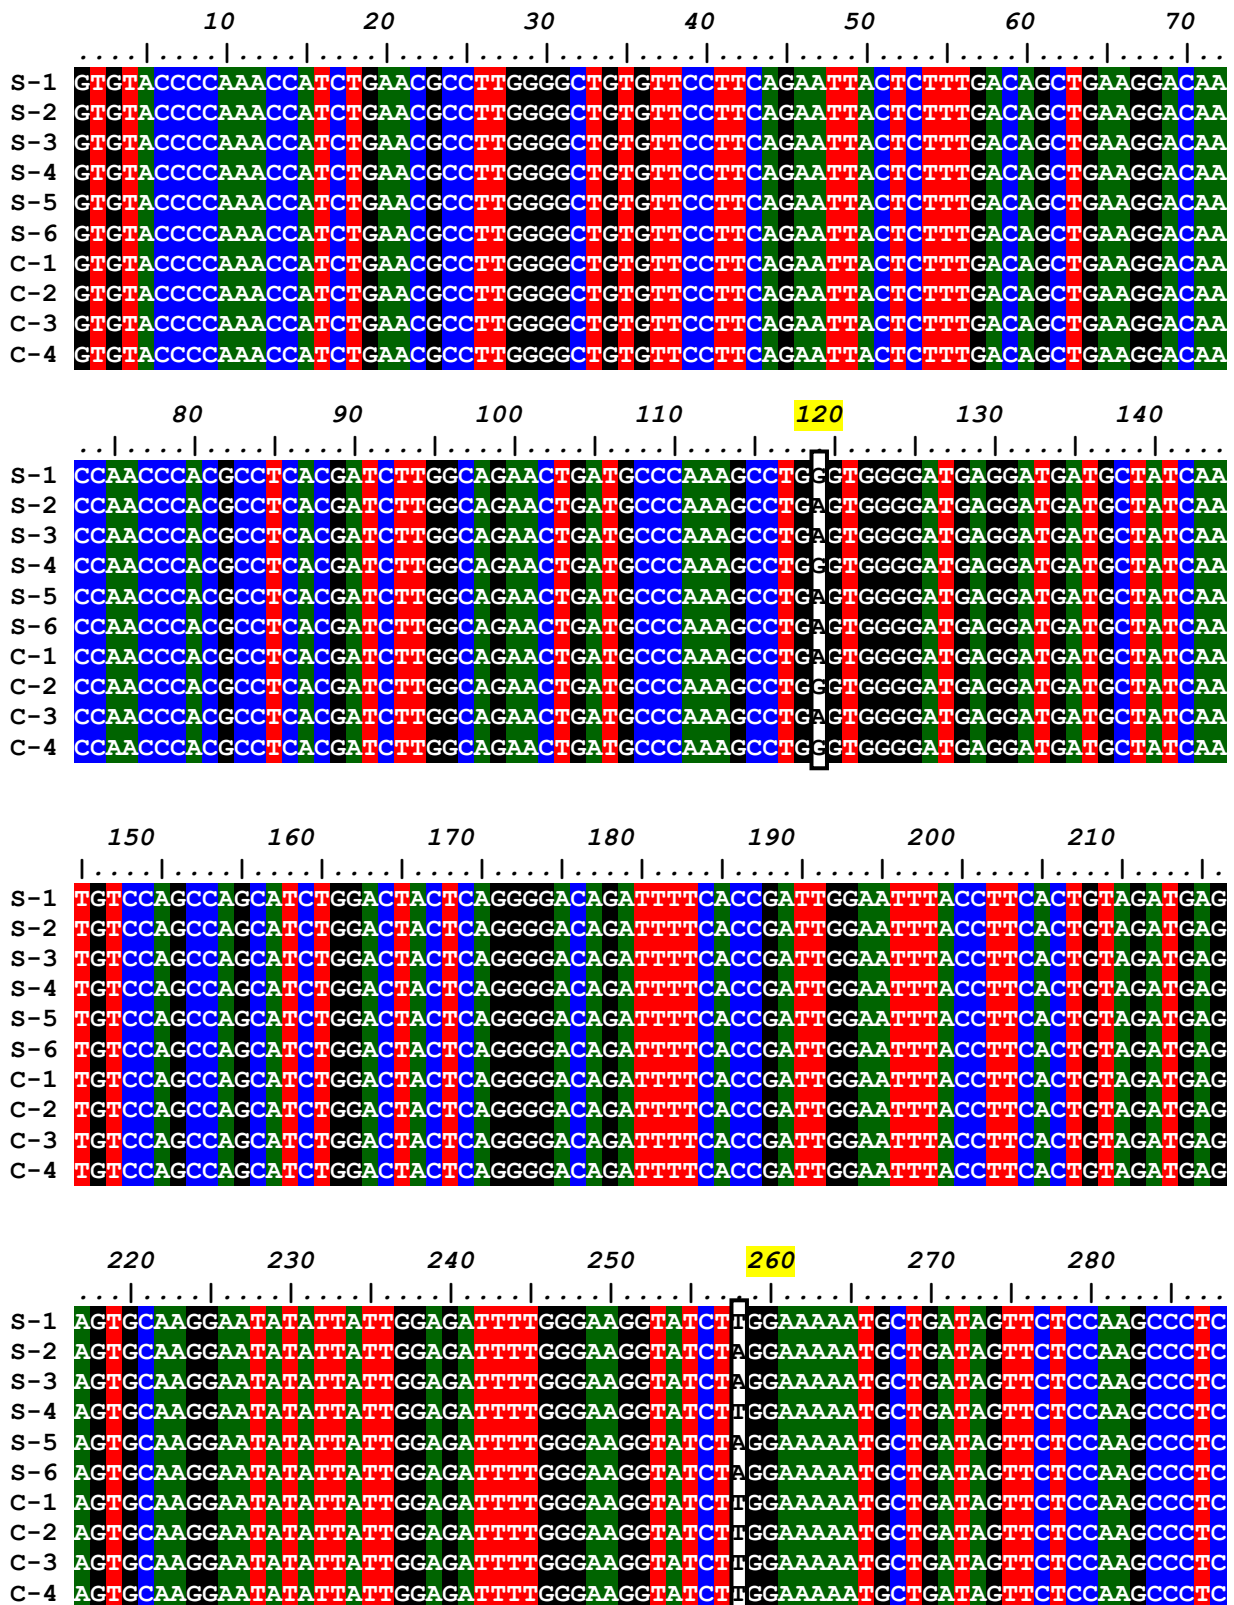 10 20 30 40 50 60 70
S-1 GTGTACCCCAAACCATCTGAACGCCTTGGGGCTGTGTTCCTTCAGAATTACTCTTTGACAGCTGAAGGACAA
S-2 GTGTACCCCAAACCATCTGAACGCCTTGGGGCTGTGTTCCTTCAGAATTACTCTTTGACAGCTGAAGGACAA
S-3 GTGTACCCCAAACCATCTGAACGCCTTGGGGCTGTGTTCCTTCAGAATTACTCTTTGACAGCTGAAGGACAA
S-4 GTGTACCCCAAACCATCTGAACGCCTTGGGGCTGTGTTCCTTCAGAATTACTCTTTGACAGCTGAAGGACAA
S-5 GTGTACCCCAAACCATCTGAACGCCTTGGGGCTGTGTTCCTTCAGAATTACTCTTTGACAGCTGAAGGACAA
S-6 GTGTACCCCAAACCATCTGAACGCCTTGGGGCTGTGTTCCTTCAGAATTACTCTTTGACAGCTGAAGGACAA
C-1 GTGTACCCCAAACCATCTGAACGCCTTGGGGCTGTGTTCCTTCAGAATTACTCTTTGACAGCTGAAGGACAA
C-2 GTGTACCCCAAACCATCTGAACGCCTTGGGGCTGTGTTCCTTCAGAATTACTCTTTGACAGCTGAAGGACAA
C-3 GTGTACCCCAAACCATCTGAACGCCTTGGGGCTGTGTTCCTTCAGAATTACTCTTTGACAGCTGAAGGACAA
C-4 GTGTACCCCAAACCATCTGAACGCCTTGGGGCTGTGTTCCTTCAGAATTACTCTTTGACAGCTGAAGGACAA
80 90 100 110 120 130 140
S-1 CCAACCCACGCCTCACGATCTTGGCAGAACTGATGCCCAAAGCCTGGGTGGGGATGAGGATGATGCTATCAA
S-2 CCAACCCACGCCTCACGATCTTGGCAGAACTGATGCCCAAAGCCTGAGTGGGGATGAGGATGATGCTATCAA
S-3 CCAACCCACGCCTCACGATCTTGGCAGAACTGATGCCCAAAGCCTGAGTGGGGATGAGGATGATGCTATCAA
S-4 CCAACCCACGCCTCACGATCTTGGCAGAACTGATGCCCAAAGCCTGGGTGGGGATGAGGATGATGCTATCAA
S-5 CCAACCCACGCCTCACGATCTTGGCAGAACTGATGCCCAAAGCCTGAGTGGGGATGAGGATGATGCTATCAA
S-6 CCAACCCACGCCTCACGATCTTGGCAGAACTGATGCCCAAAGCCTGAGTGGGGATGAGGATGATGCTATCAA
C-1 CCAACCCACGCCTCACGATCTTGGCAGAACTGATGCCCAAAGCCTGAGTGGGGATGAGGATGATGCTATCAA
C-2 CCAACCCACGCCTCACGATCTTGGCAGAACTGATGCCCAAAGCCTGGGTGGGGATGAGGATGATGCTATCAA
C-3 CCAACCCACGCCTCACGATCTTGGCAGAACTGATGCCCAAAGCCTGAGTGGGGATGAGGATGATGCTATCAA
C-4 CCAACCCACGCCTCACGATCTTGGCAGAACTGATGCCCAAAGCCTGGGTGGGGATGAGGATGATGCTATCAA
150 160 170 180 190 200 210
S-1 TGTCCAGCCAGCATCTGGACTACTCAGGGGACAGATTTTCACCGATTGGAATTTACCTTCACTGTAGATGAG
S-2 TGTCCAGCCAGCATCTGGACTACTCAGGGGACAGATTTTCACCGATTGGAATTTACCTTCACTGTAGATGAG
S-3 TGTCCAGCCAGCATCTGGACTACTCAGGGGACAGATTTTCACCGATTGGAATTTACCTTCACTGTAGATGAG
S-4 TGTCCAGCCAGCATCTGGACTACTCAGGGGACAGATTTTCACCGATTGGAATTTACCTTCACTGTAGATGAG
S-5 TGTCCAGCCAGCATCTGGACTACTCAGGGGACAGATTTTCACCGATTGGAATTTACCTTCACTGTAGATGAG
S-6 TGTCCAGCCAGCATCTGGACTACTCAGGGGACAGATTTTCACCGATTGGAATTTACCTTCACTGTAGATGAG
C-1 TGTCCAGCCAGCATCTGGACTACTCAGGGGACAGATTTTCACCGATTGGAATTTACCTTCACTGTAGATGAG
C-2 TGTCCAGCCAGCATCTGGACTACTCAGGGGACAGATTTTCACCGATTGGAATTTACCTTCACTGTAGATGAG
C-3 TGTCCAGCCAGCATCTGGACTACTCAGGGGACAGATTTTCACCGATTGGAATTTACCTTCACTGTAGATGAG
C-4 TGTCCAGCCAGCATCTGGACTACTCAGGGGACAGATTTTCACCGATTGGAATTTACCTTCACTGTAGATGAG
220 230 240 250 260 270 280
S-1 AGTGCAAGGAATATATTATTGGAGATTTTGGGAAGGTATCTTGGAAAAATGCTGATAGTTCTCCAAGCCCTC
S-2 AGTGCAAGGAATATATTATTGGAGATTTTGGGAAGGTATCTAGGAAAAATGCTGATAGTTCTCCAAGCCCTC
S-3 AGTGCAAGGAATATATTATTGGAGATTTTGGGAAGGTATCTAGGAAAAATGCTGATAGTTCTCCAAGCCCTC
S-4 AGTGCAAGGAATATATTATTGGAGATTTTGGGAAGGTATCTTGGAAAAATGCTGATAGTTCTCCAAGCCCTC
S-5 AGTGCAAGGAATATATTATTGGAGATTTTGGGAAGGTATCTAGGAAAAATGCTGATAGTTCTCCAAGCCCTC
S-6 AGTGCAAGGAATATATTATTGGAGATTTTGGGAAGGTATCTAGGAAAAATGCTGATAGTTCTCCAAGCCCTC
C-1 AGTGCAAGGAATATATTATTGGAGATTTTGGGAAGGTATCTTGGAAAAATGCTGATAGTTCTCCAAGCCCTC
C-2 AGTGCAAGGAATATATTATTGGAGATTTTGGGAAGGTATCTTGGAAAAATGCTGATAGTTCTCCAAGCCCTC
C-3 AGTGCAAGGAATATATTATTGGAGATTTTGGGAAGGTATCTTGGAAAAATGCTGATAGTTCTCCAAGCCCTC
C-4 AGTGCAAGGAATATATTATTGGAGATTTTGGGAAGGTATCTTGGAAAAATGCTGATAGTTCTCCAAGCCCTC